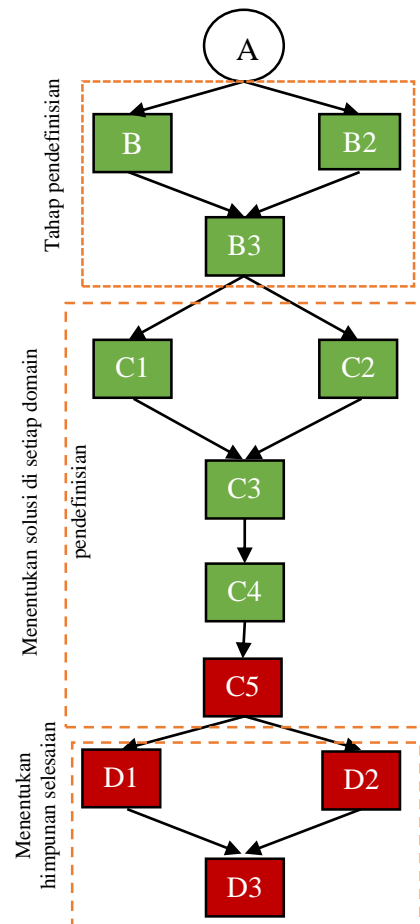 A
Tahap pendefinisian
B
B2
B3
Menentukan solusi di setiap domain
pendefinisian
C1
C2
C3
C4
C5
Menentukan
himpunan selesaian
D1
D2
D3